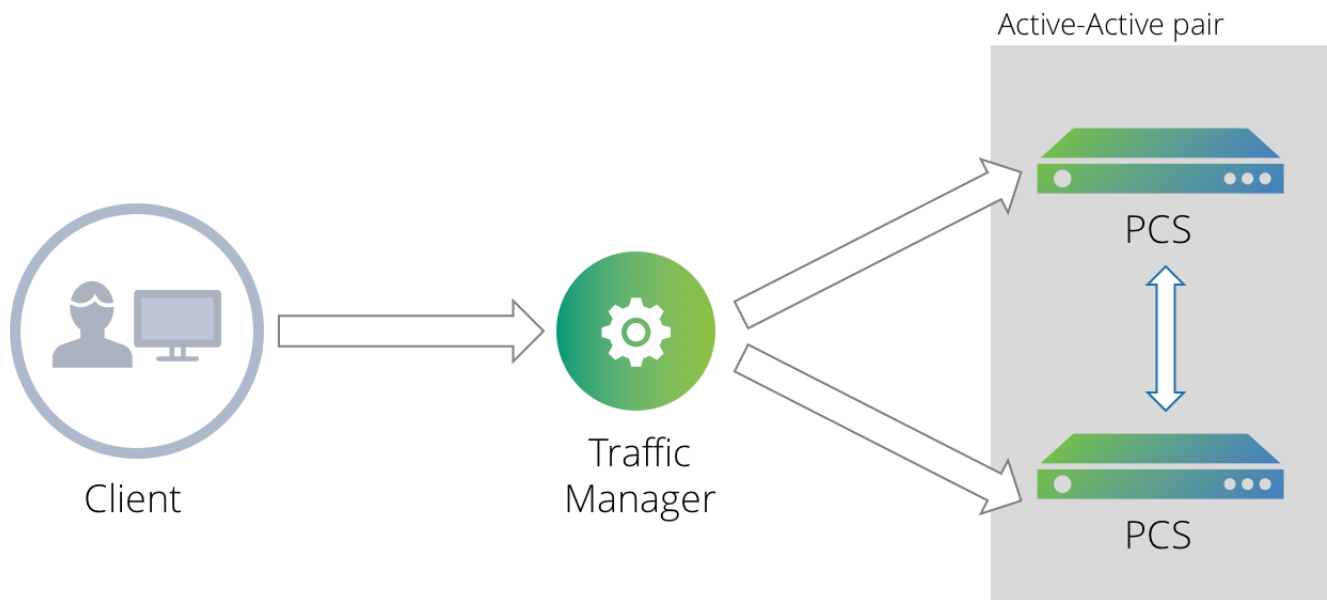 Active-Active pair
PCS
Client
Traffic
Manager
PCS